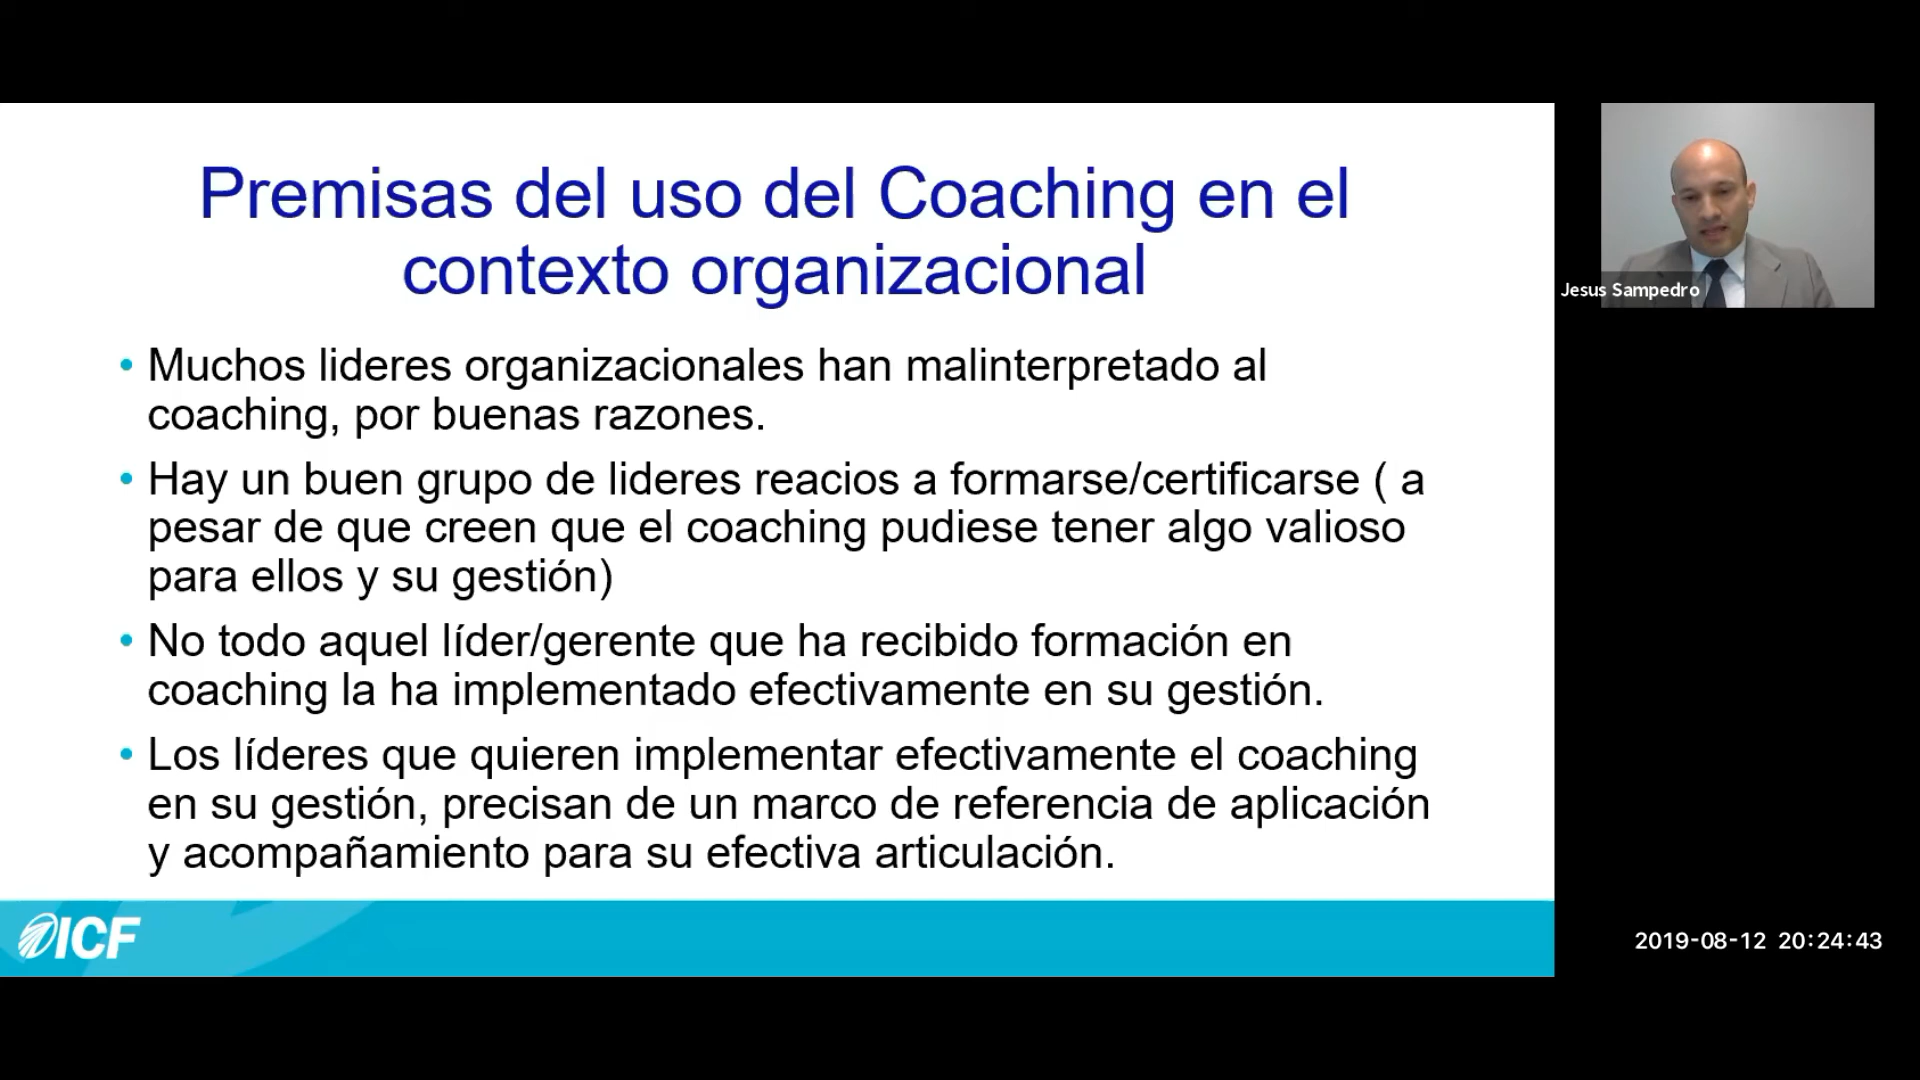 Premisas del uso del Coaching en el
contexto organizacional
• Muchos lideres organizacionales han malinterpretado al
coaching, por buenas razones.
• Hay un buen grupo de lideres reacios a formarse/certificarse ( a
pesar de que creen que el coaching pudiese tener algo valioso
para ellos y su gestión)
• No todo aquel líder/gerente que ha recibido formación en
coaching la ha implementado efectivamente en su gestión.
• Los líderes que quieren implementar efectivamente el coaching
en su gestión, precisan de un marco de referencia de aplicación
y acompañamiento para su efectiva articulación.
ICF
Jesus Sampedro
2019-08-12 20:24:43